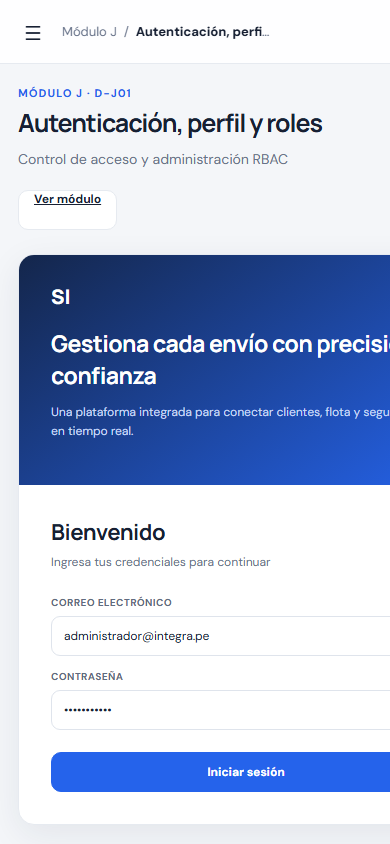 Módulo J / Autenticación, perfi...
MÓDULO J · D-J01
Autenticación, perfil y roles
Control de acceso y administración RBAC
Ver módulo
SI
Gestiona cada envío con precisi
confianza
Una plataforma integrada para conectar clientes, flota y segu
en tiempo real.
Bienvenido
Ingresa tus credenciales para continuar
CORREO ELECTRÓNICO
administrador@integra.pe
CONTRASEÑA
•••••••••••
Iniciar sesión